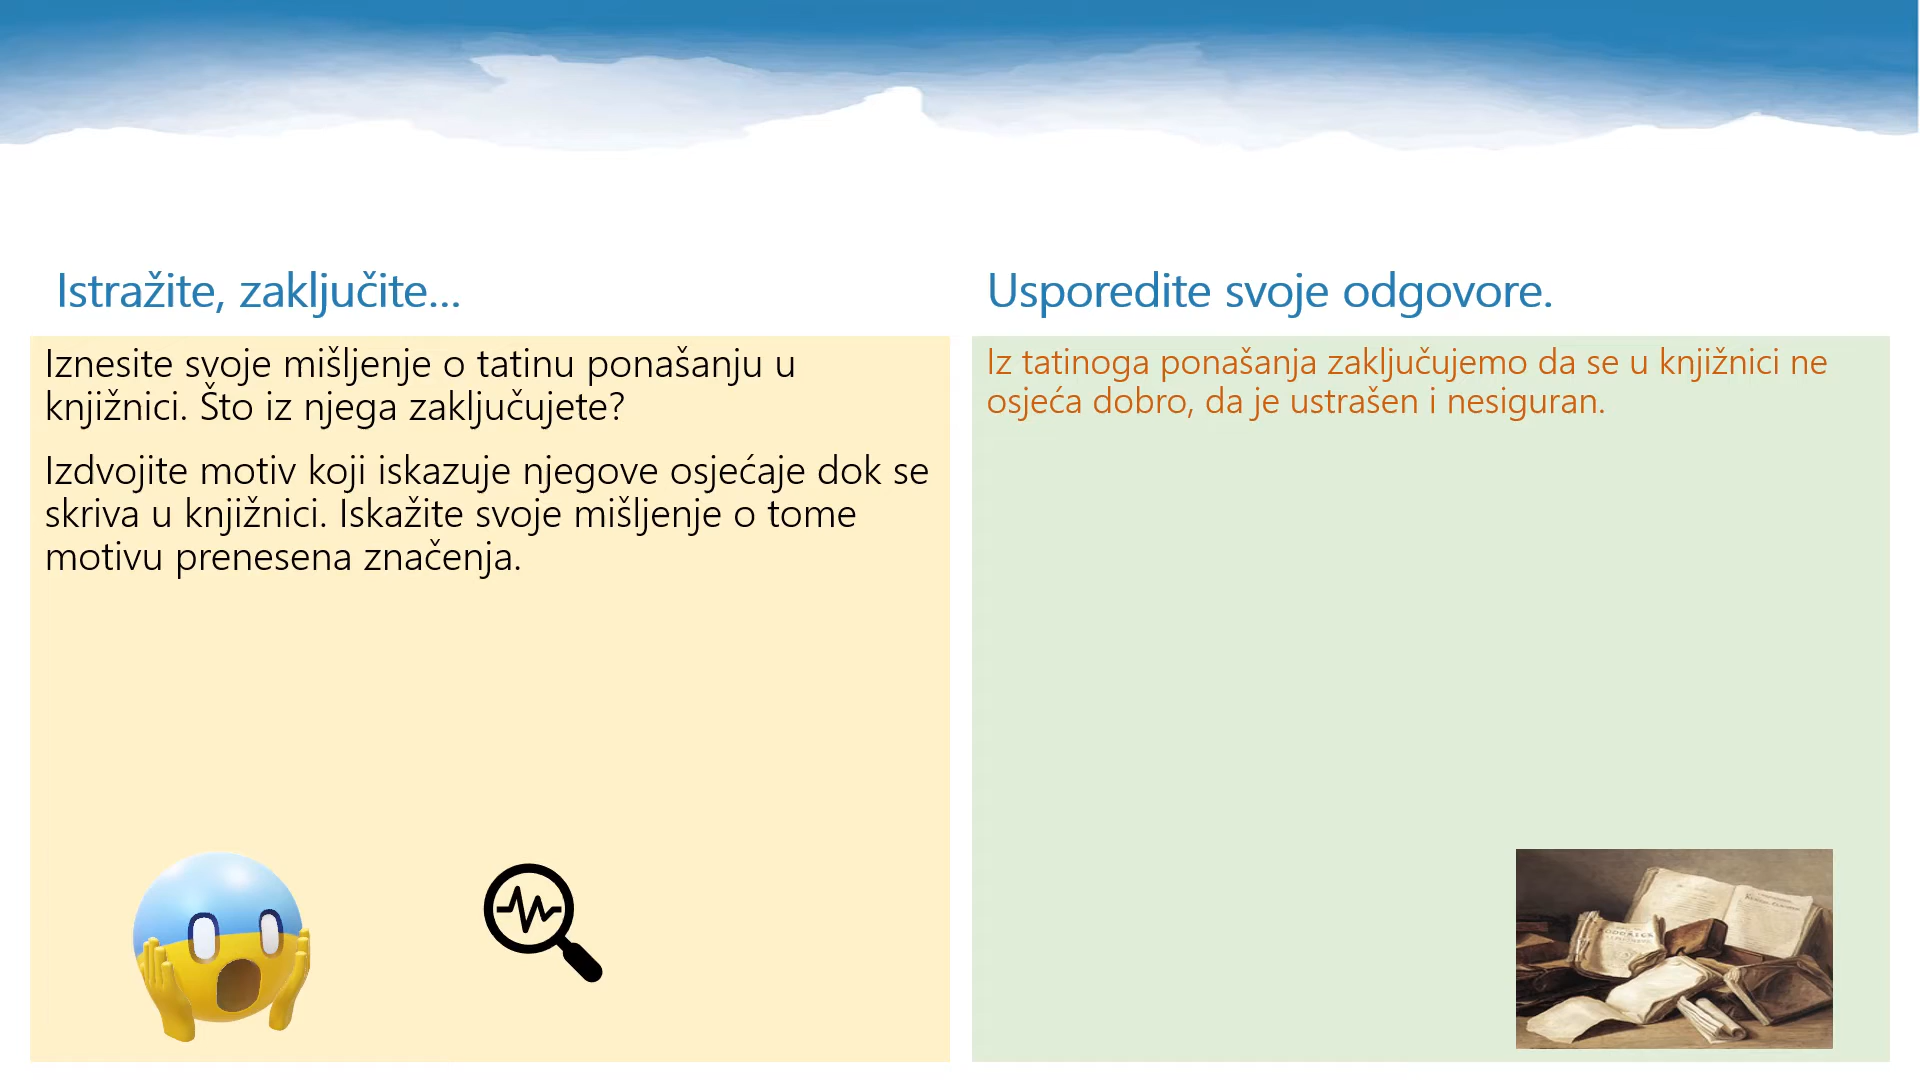 Istražite, zaključite...
Iznesite svoje mišljenje o tatinu ponašanju u
knjižnici. Što iz njega zaključujete?
Izdvojite motiv koji iskazuje njegove osjećaje dok se
skriva u knjižnici. Iskažite svoje mišljenje o tome
motivu prenesena značenja.
Usporedite svoje odgovore.
Iz tatinoga ponašanja zaključujemo da se u knjižnici ne
osjeća dobro, da je ustrašen i nesiguran.